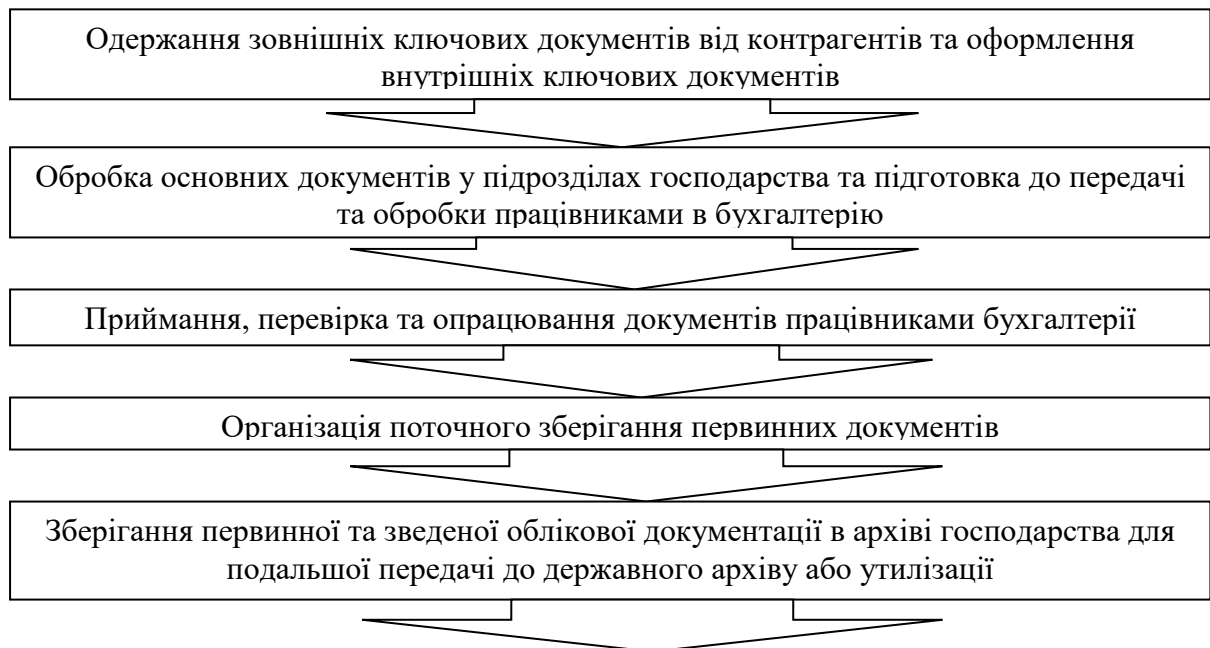 Одержання зовнішніх ключових документів від контрагентів та оформлення
внутрішніх ключових документів
Обробка основних документів у підрозділах господарства та підготовка до передачі
та обробки працівниками в бухгалтерію
Приймання, перевірка та опрацювання документів працівниками бухгалтерії
Організація поточного зберігання первинних документів
Зберігання первинної та зведеної облікової документації в архіві господарства для
подальшої передачі до державного архіву або утилізації